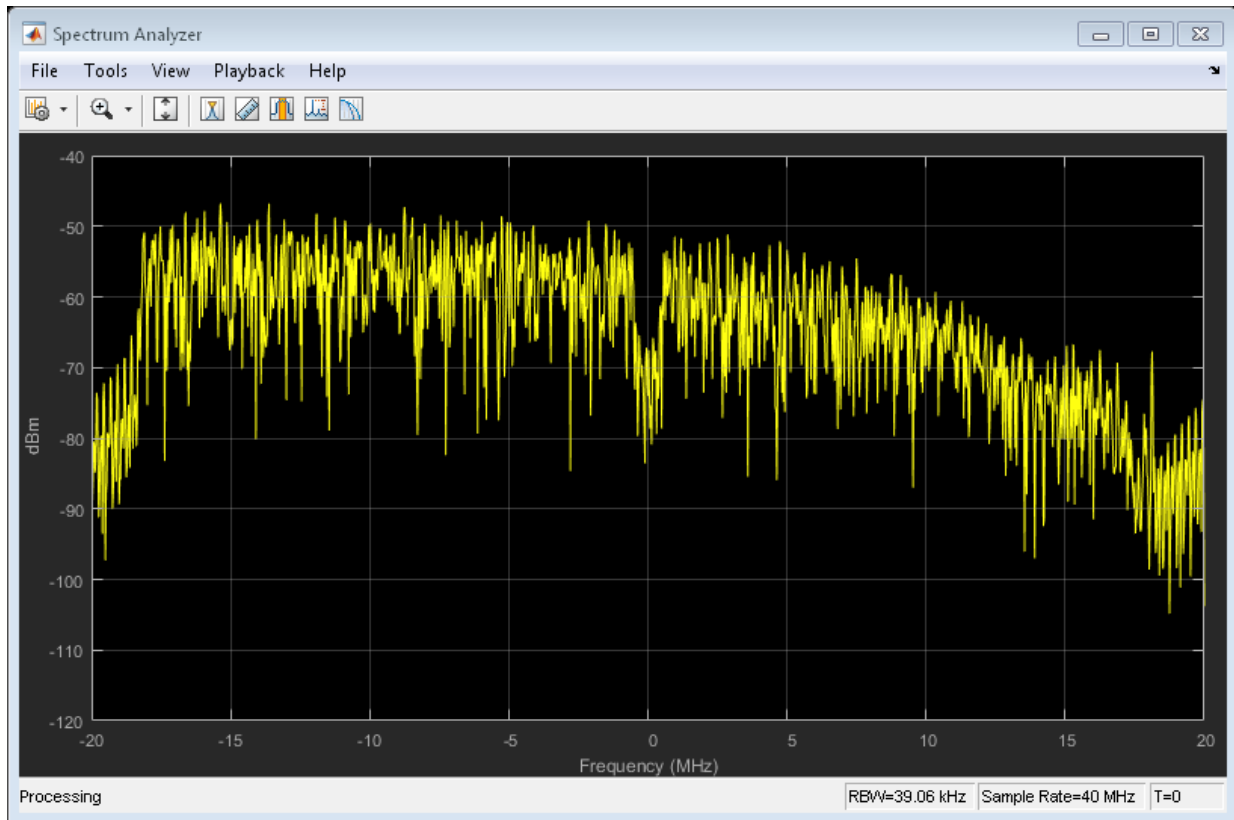 Spectrum Analyzer
File Tools View Playback Help
-40
-50
-60
-70
-80
-90
-100
-110
-120
dBm
-20 -15 -10 -5 0 5 10 15 20
Frequency (MHz)
Processing RBW=39.06 kHz Sample Rate=40 MHz T=0